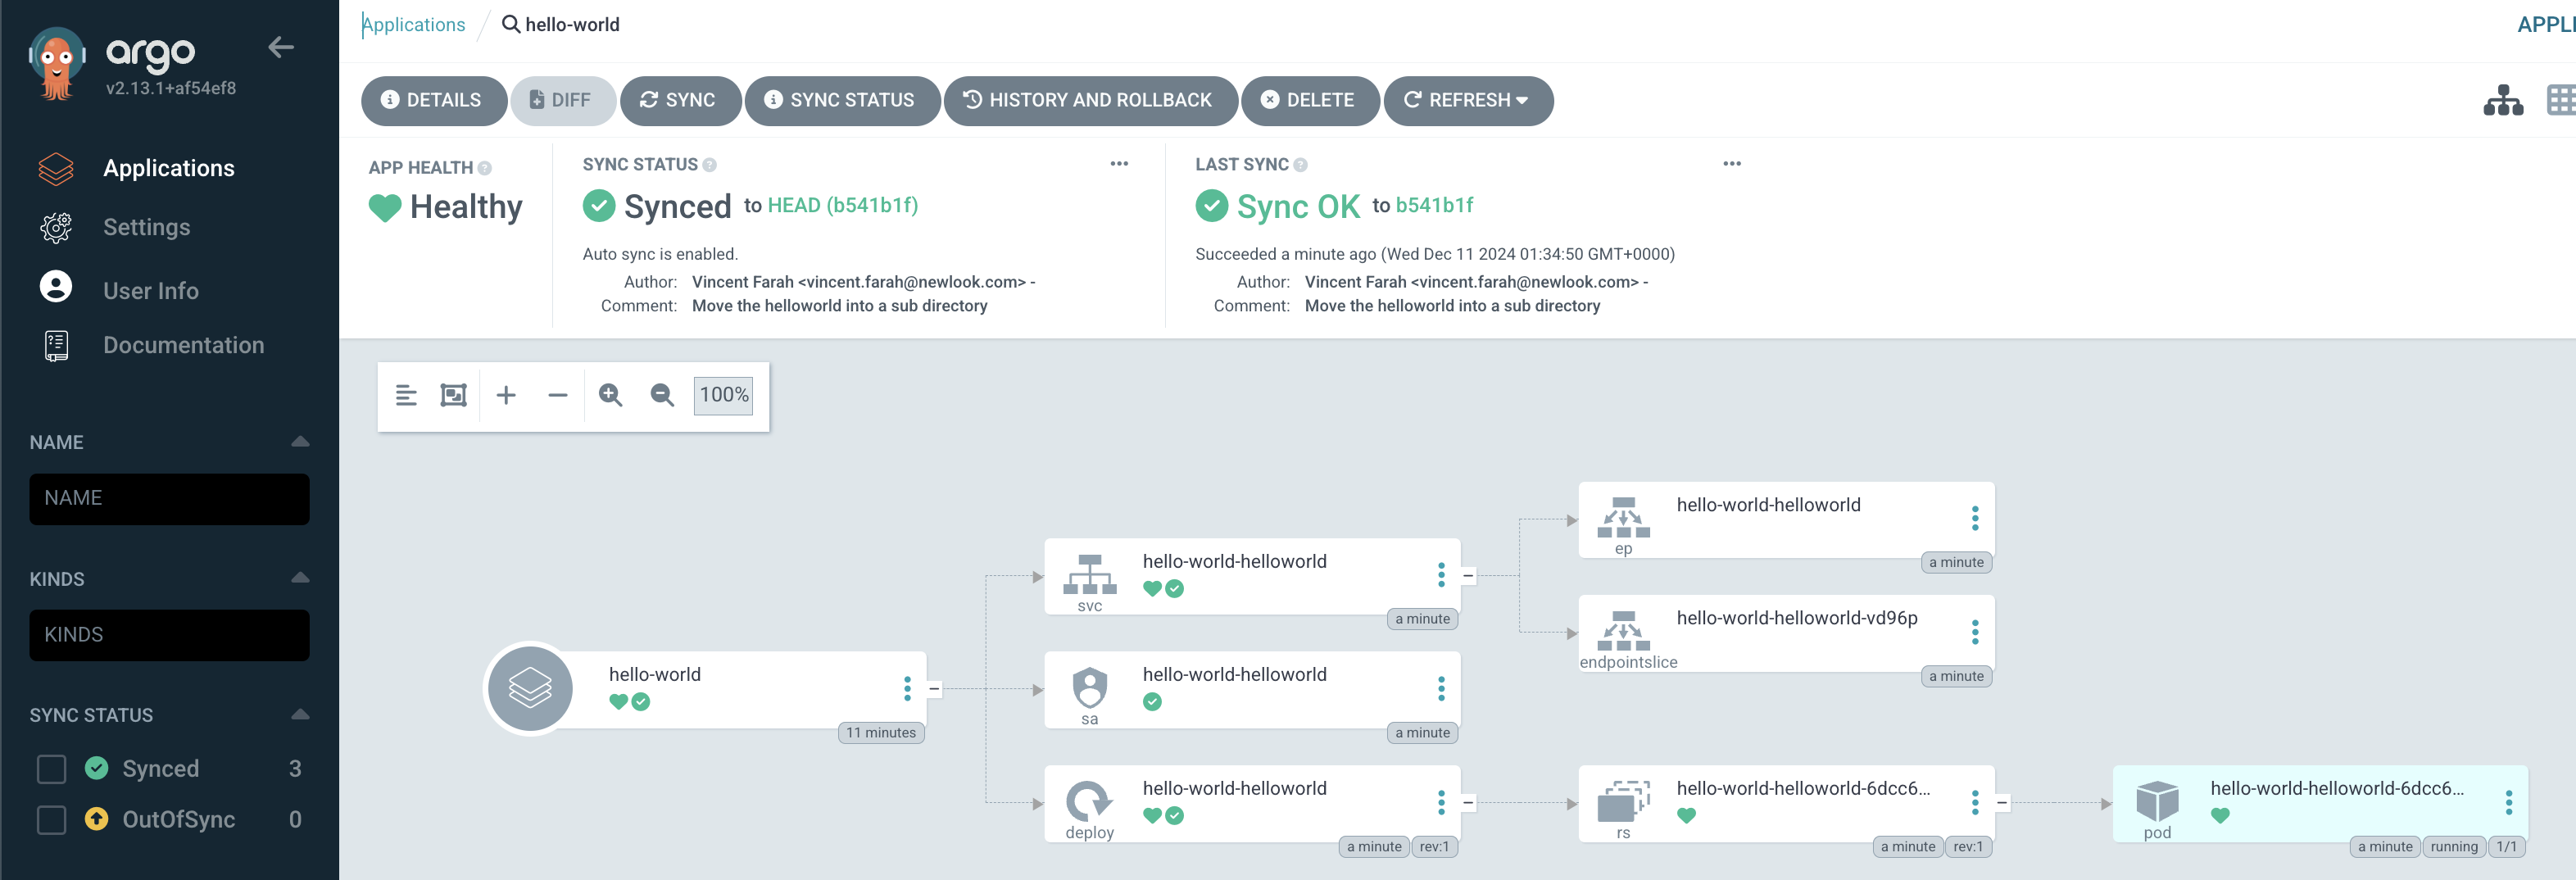 argo
v2.13.1+af54ef8
Applications
Settings
User Info
Documentation
NAME
NAME
KINDS
KINDS
SYNC STATUS
Synced 3
OutOfSync 0
Applications / hello-world
DETAILS DIFF SYNC SYNC STATUS HISTORY AND ROLLBACK DELETE REFRESH
APP HEALTH
Healthy
SYNC STATUS
Synced to HEAD (b541b1f)
Auto sync is enabled.
Author: Vincent Farah <vincent.farah@newlook.com> -
Comment: Move the helloworld into a sub directory
LAST SYNC
Sync OK to b541b1f
Succeeded a minute ago (Wed Dec 11 2024 01:34:50 GMT+0000)
Author: Vincent Farah <vincent.farah@newlook.com> -
Comment: Move the helloworld into a sub directory
100%
hello-world
11 minutes
hello-world-helloworld
svc
a minute
hello-world-helloworld
sa
a minute
hello-world-helloworld
deploy
a minute rev:1
hello-world-helloworld
ep
a minute
hello-world-helloworld-vd96p
endpointslice
a minute
hello-world-helloworld-6dcc6...
rs
a minute rev:1
hello-world-helloworld-6dcc6...
pod
a minute running 1/1